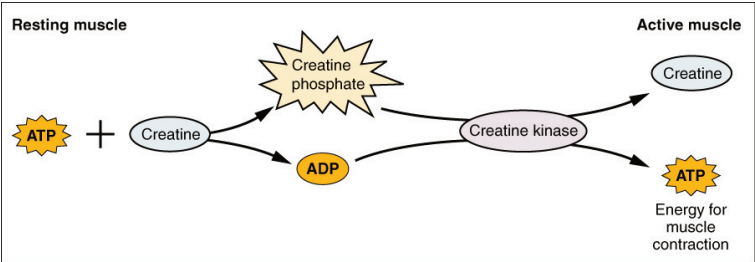 Resting muscle
Active muscle
Creatine
phosphate
Creatine
ATP
+
Creatine
Creatine kinase
ADP
ATP
Energy for
muscle
contraction